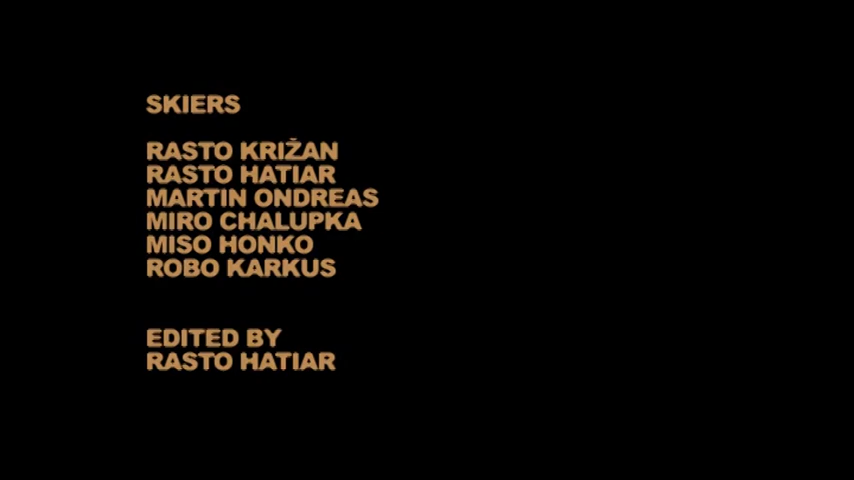 SKIERS
RASTO KRIŽAN
RASTO HATIAR
MARTIN ONDREAS
MIRO CHALUPKA
MISO HONKO
ROBO KARKUS
EDITED BY
RASTO HATIAR